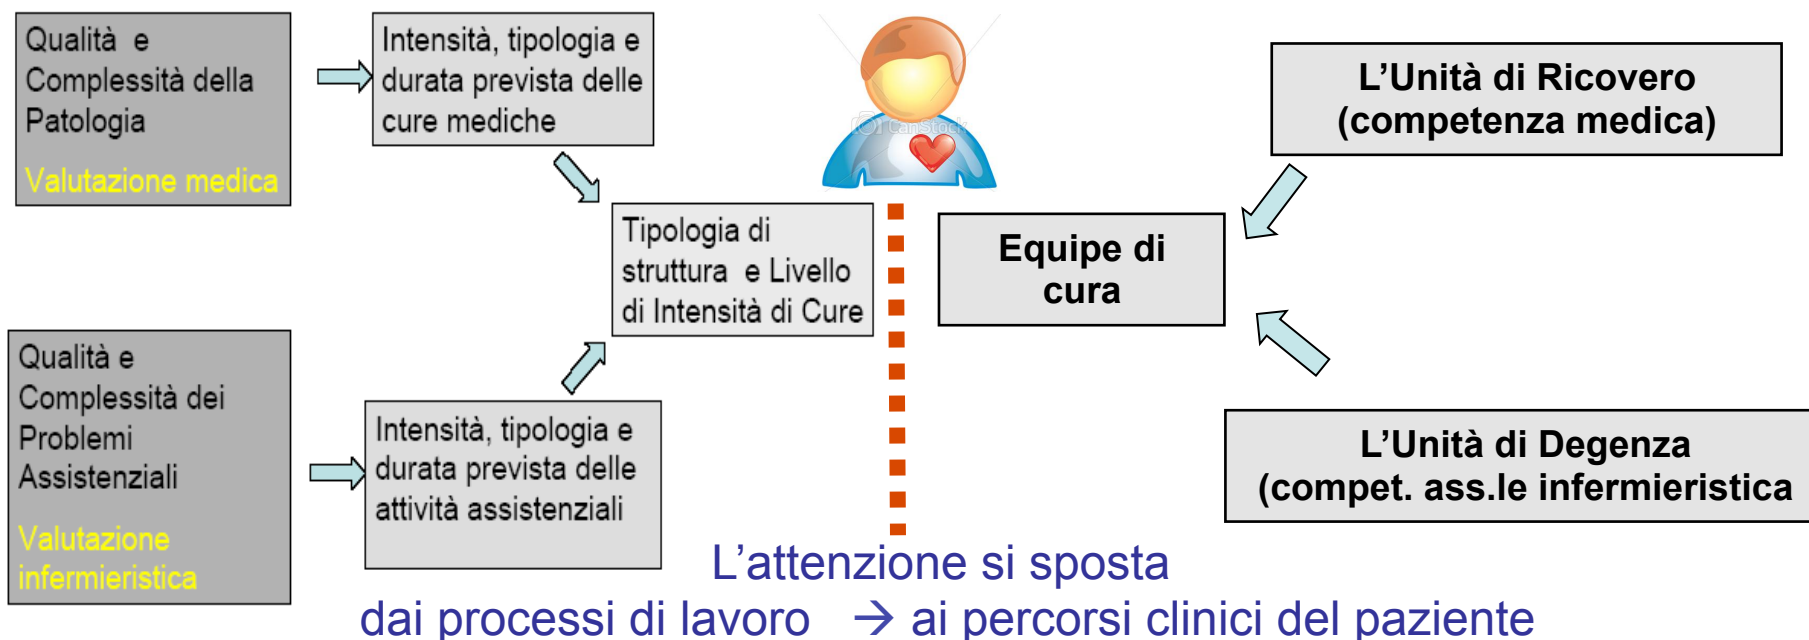 Qualità e
Complessità della
Patologia
Valutazione medica
Intensità, tipologia e
durata prevista delle
cure mediche
CanStock
L’Unità di Ricovero
(competenza medica)
Tipologia di
struttura e Livello
di Intensità di Cure
Equipe di
cura
Qualità e
Complessità dei
Problemi
Assistenziali
Valutazione
infermieristica
Intensità, tipologia e
durata prevista delle
attività assistenziali
L’Unità di Degenza
(compet. ass.le infermieristica
L’attenzione si sposta
dai processi di lavoro → ai percorsi clinici del paziente